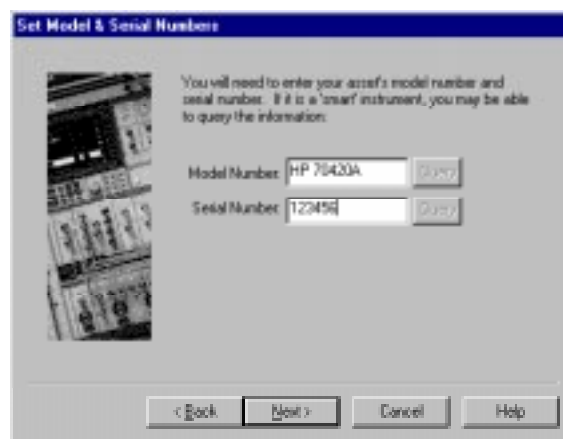 Set Model & Serial Numbers
You will need to enter your asset's model number and
serial number. If it is a 'smart' instrument, you may be able
to query the information:
Model Number: HP 70420A Query
Serial Number: 123456 Query
< Back Next > Cancel Help